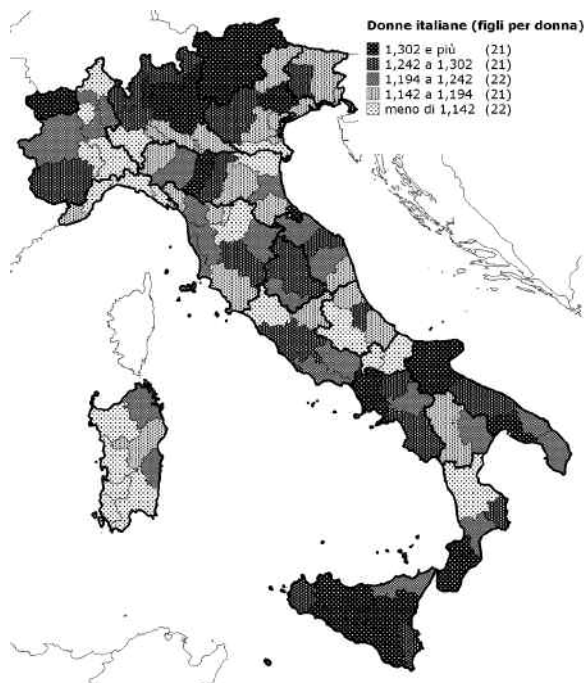 Donne italiane (figli per donna)
1,302 e più (21)
1,242 a 1,302 (21)
1,194 a 1,242 (22)
1,142 a 1,194 (21)
meno di 1,142 (22)